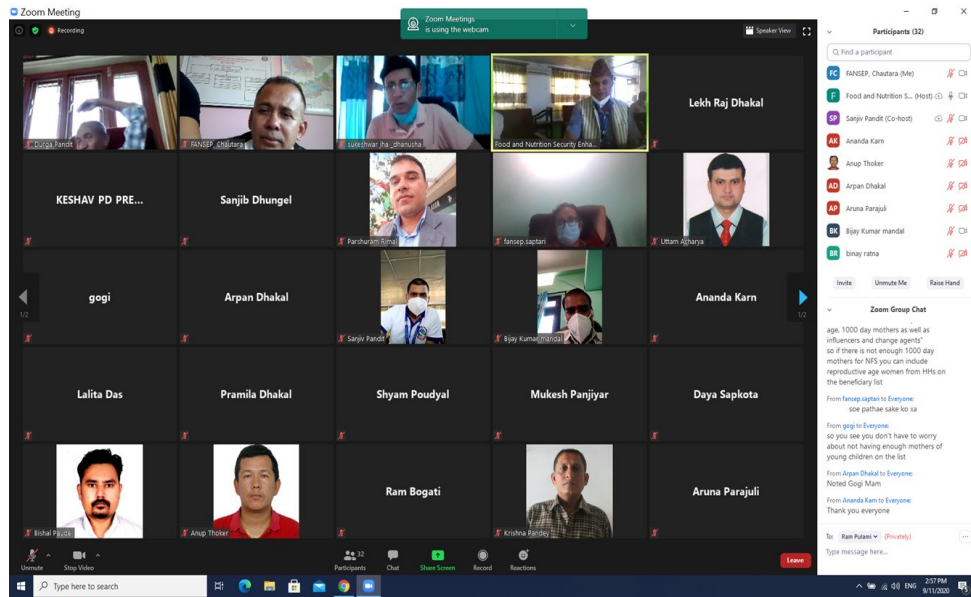 Zoom Meeting
Zoom Meetings
is using the webcam
Recording
Speaker View
Durga Pandit
FANSEP, Chautara
sukeshwar jha _dhanusha
Food and Nutrition Security Enha...
Lekh Raj Dhakal
KESHAV PD PRE...
Sanjib Dhungel
Parshuram Rimal
fansep.saptari
Uttam Acharya
1/2
gogi
Arpan Dhakal
Sanjiv Pandit
Bijay Kumar mandal
Ananda Karn
1/2
Lalita Das
Pramila Dhakal
Shyam Poudyal
Mukesh Panjiyar
Daya Sapkota
Bishal Paudel
Anup Thoker
Ram Bogati
Krishna Pandey
Aruna Parajuli
Unmute
Stop Video
32
Participants
Chat
Share Screen
Record
Reactions
Leave
Participants (32)
Find a participant
FC FANSEP, Chautara (Me)
F Food and Nutrition S... (Host)
SP Sanjiv Pandit (Co-host)
AK Ananda Karn
Anup Thoker
AD Arpan Dhakal
AP Aruna Parajuli
BK Bijay Kumar mandal
BR binay ratna
Invite
Unmute Me
Raise Hand
Zoom Group Chat
age, 1000 day mothers as well as
influencers and change agents"
so if there is not enough 1000 day
mothers for NFS you can include
reproductive age women from HHs on
the beneficiary list
From fansep.saptari to Everyone:
soe pathae sake ko xa
From gogi to Everyone:
so you see you don't have to worry
about not having enough mothers of
young children on the list
From Arpan Dhakal to Everyone:
Noted Gogi Mam
From Ananda Karn to Everyone:
Thank you everyone
To: Ram Pulami (Privately)
Type message here...
Type here to search
ENG
2:57 PM
9/11/2020